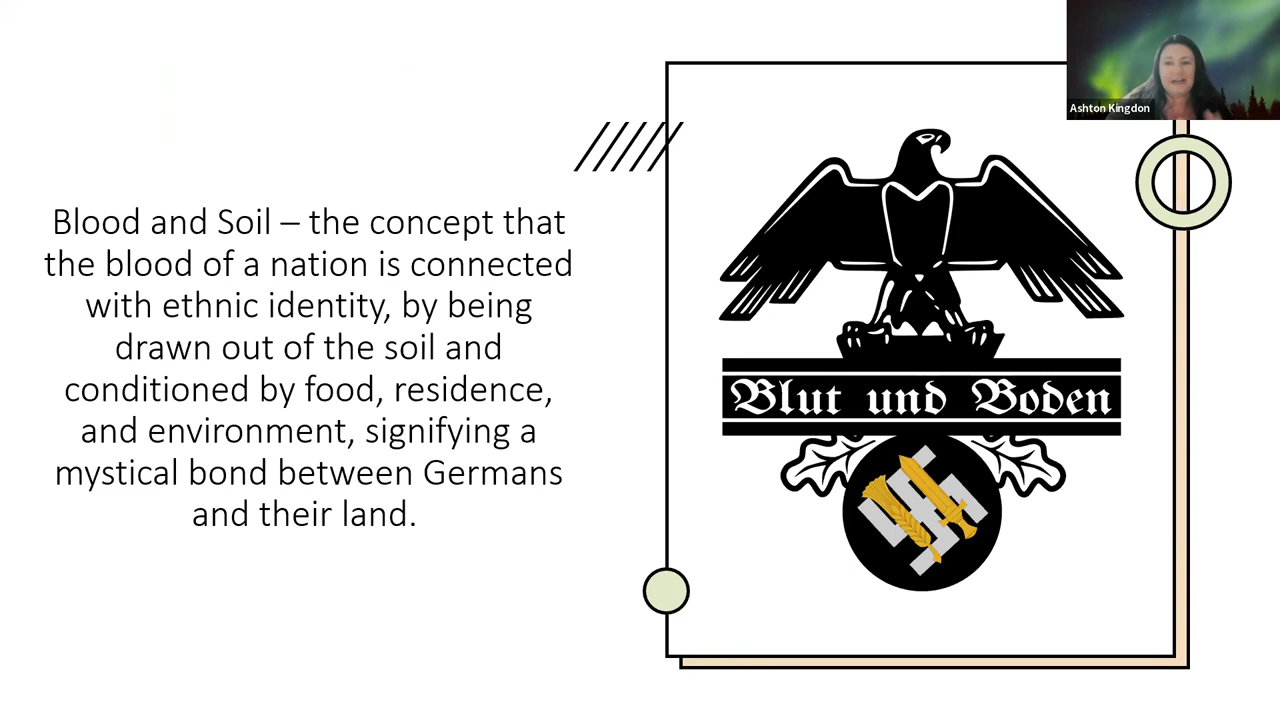 Ashton Kingdon
Blood and Soil – the concept that
the blood of a nation is connected
with ethnic identity, by being
drawn out of the soil and
conditioned by food, residence,
and environment, signifying a
mystical bond between Germans
and their land.
Blut und Boden